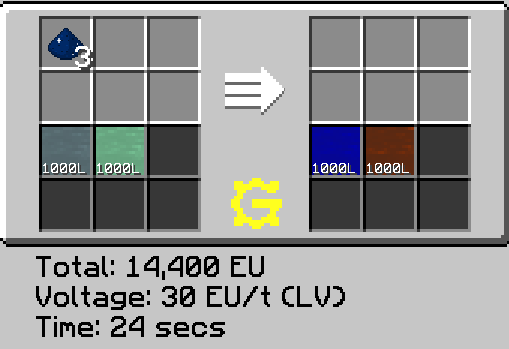 3
1000L 1000L 1000L 1000L
G
Total: 14,400 EU
Voltage: 30 EU/t (LV)
Time: 24 secs